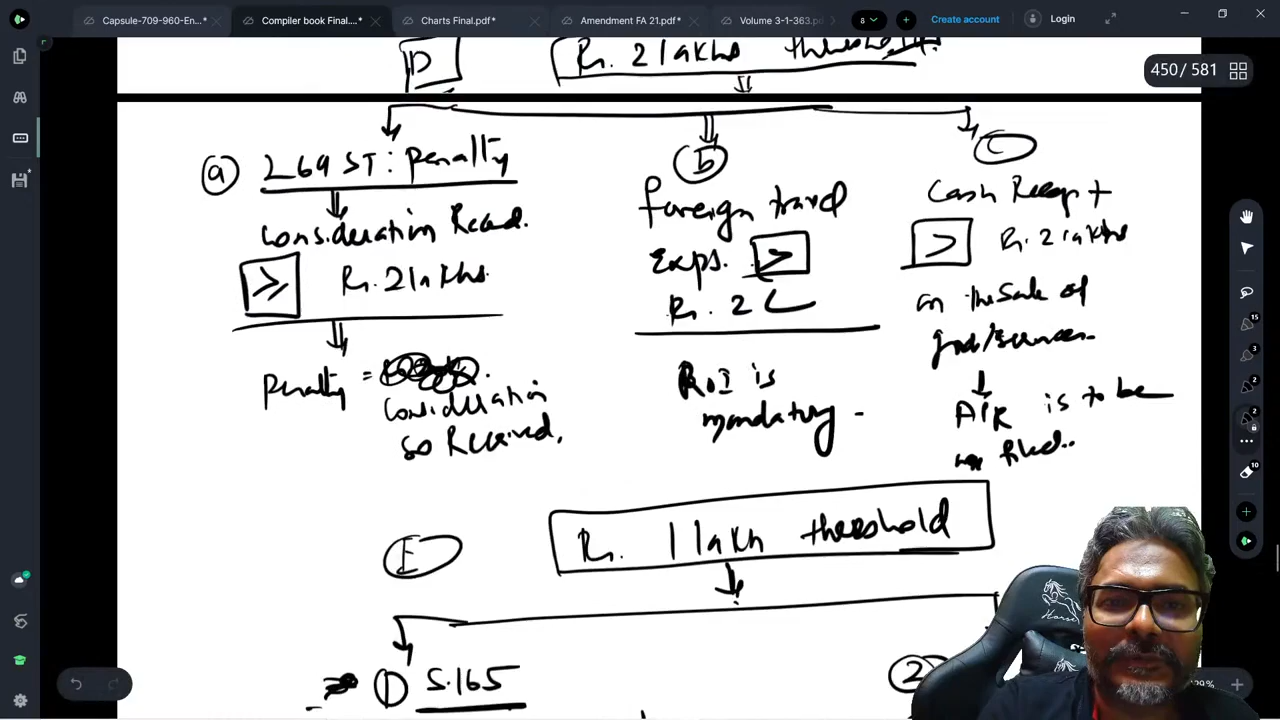 Capsule-709-960-En...*
Compiler book Final....*
Charts Final.pdf*
Amendment FA 21.pdf*
Volume 3-1-363.pd
8
Create account
Login
450 / 581
D
Rs. 2 lakhs threshold.
a
269 ST: penalty
consideration Recd.
≥ Rs. 2 lakhs.
Penalty =
consideration
so Received.
b
foreign travel
Exps. >
Rs. 2 L
RoI is
mandatory -
C
Cash Receipt
> Rs. 2 lakhs
on the Sale of
good/services.
AIR is to be
filed..
E
Rs. 1 lakh threshold
1 S.165
2